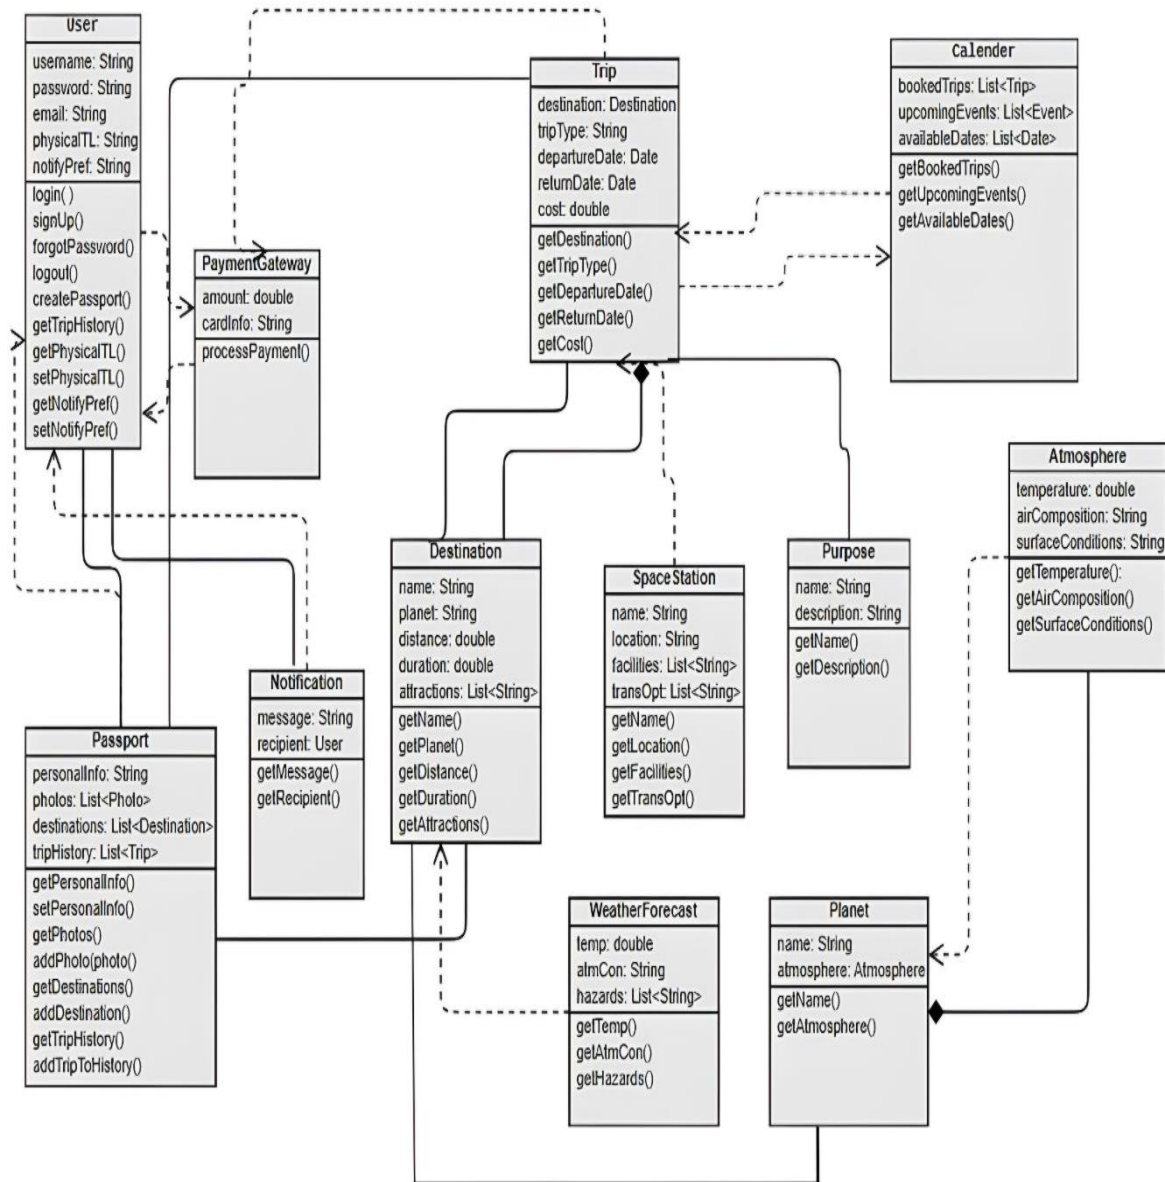 User
username: String
password: String
email: String
physicalTL: String
notifyPref: String
login( )
signUp()
forgotPassword()
logout()
createPassport()
getTripHistory()
getPhysicalTL()
setPhysicalTL()
getNotifyPref()
setNotifyPref()
PaymentGateway
amount: double
cardInfo: String
processPayment()
Trip
destination: Destination
tripType: String
departureDate: Date
returnDate: Date
cost: double
getDestination()
getTripType()
getDepartureDate()
getReturnDate()
getCost()
Calender
bookedTrips: List<Trip>
upcomingEvents: List<Event>
availableDates: List<Date>
getBookedTrips()
getUpcomingEvents()
getAvailableDates()
Atmosphere
temperature: double
airComposition: String
surfaceConditions: String
getTemperature():
getAirComposition()
getSurfaceConditions()
Destination
name: String
planet: String
distance: double
duration: double
attractions: List<String>
getName()
getPlanet()
getDistance()
getDuration()
getAttractions()
SpaceStation
name: String
location: String
facilities: List<String>
transOpt: List<String>
getName()
getLocation()
getFacilities()
getTransOpt()
Purpose
name: String
description: String
getName()
getDescription()
Notification
message: String
recipient: User
getMessage()
getRecipient()
Passport
personalInfo: String
photos: List<Photo>
destinations: List<Destination>
tripHistory: List<Trip>
getPersonalInfo()
setPersonalInfo()
getPhotos()
addPhoto(photo()
getDestinations()
addDestination()
getTripHistory()
addTripToHistory()
WeatherForecast
temp: double
atmCon: String
hazards: List<String>
getTemp()
getAtmCon()
getHazards()
Planet
name: String
atmosphere: Atmosphere
getName()
getAtmosphere()